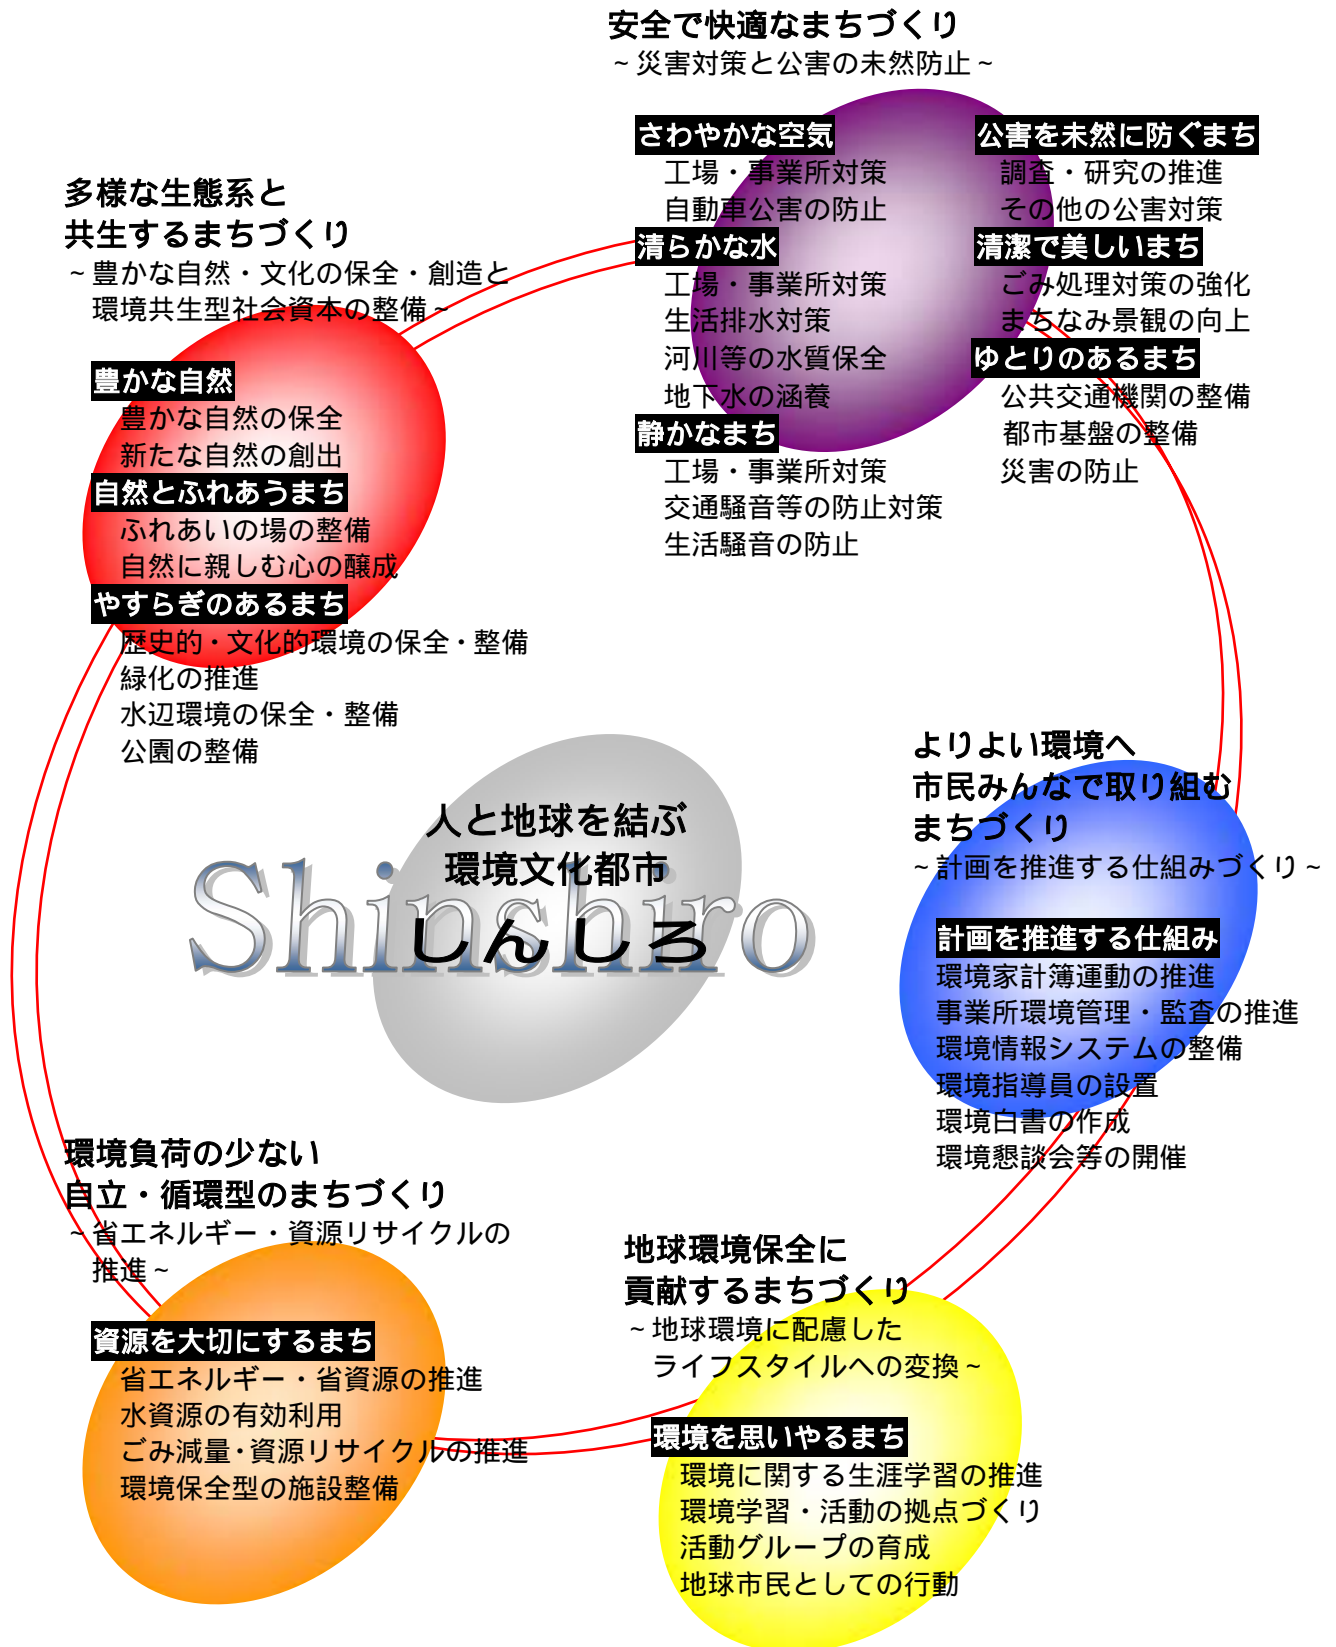 安全で快適なまちづくり
~災害対策と公害の未然防止~
さわやかな空気
工場・事業所対策
自動車公害の防止
清らかな水
工場・事業所対策
生活排水対策
河川等の水質保全
地下水の涵養
静かなまち
工場・事業所対策
交通騒音等の防止対策
生活騒音の防止
公害を未然に防ぐまち
調査・研究の推進
その他の公害対策
清潔で美しいまち
ごみ処理対策の強化
まちなみ景観の向上
ゆとりのあるまち
公共交通機関の整備
都市基盤の整備
災害の防止
多様な生態系と
共生するまちづくり
~豊かな自然・文化の保全・創造と
環境共生型社会資本の整備~
豊かな自然
豊かな自然の保全
新たな自然の創出
自然とふれあうまち
ふれあいの場の整備
自然に親しむ心の醸成
やすらぎのあるまち
歴史的・文化的環境の保全・整備
緑化の推進
水辺環境の保全・整備
公園の整備
人と地球を結ぶ
環境文化都市
Shinshiro
しんしろ
よりよい環境へ
市民みんなで取り組む
まちづくり
~計画を推進する仕組みづくり~
計画を推進する仕組み
環境家計簿運動の推進
事業所環境管理・監査の推進
環境情報システムの整備
環境指導員の設置
環境白書の作成
環境懇談会等の開催
環境負荷の少ない
自立・循環型のまちづくり
~省エネルギー・資源リサイクルの
推進~
資源を大切にするまち
省エネルギー・省資源の推進
水資源の有効利用
ごみ減量・資源リサイクルの推進
環境保全型の施設整備
地球環境保全に
貢献するまちづくり
~地球環境に配慮した
ライフスタイルへの変換~
環境を思いやるまち
環境に関する生涯学習の推進
環境学習・活動の拠点づくり
活動グループの育成
地球市民としての行動